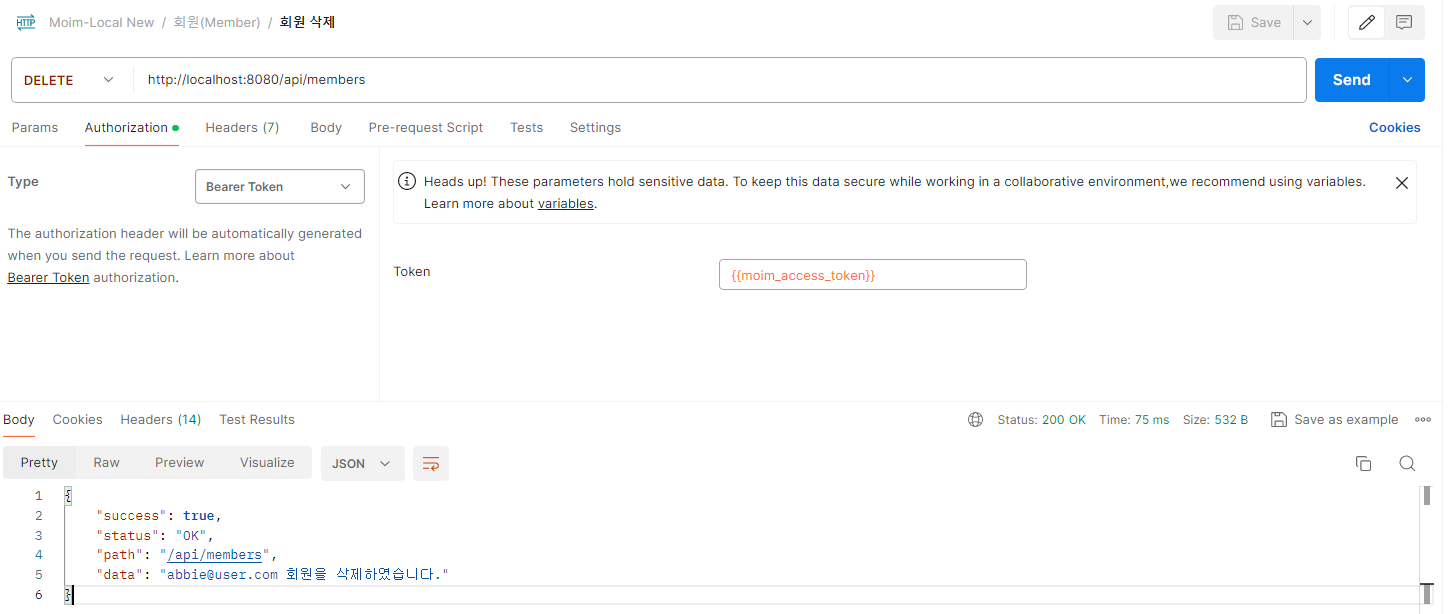 HTTP Moim-Local New / 회원(Member) / 회원 삭제 Save
DELETE http://localhost:8080/api/members Send
Params Authorization Headers (7) Body Pre-request Script Tests Settings Cookies
Type Bearer Token
The authorization header will be automatically generated
when you send the request. Learn more about
Bearer Token authorization.
Heads up! These parameters hold sensitive data. To keep this data secure while working in a collaborative environment,we recommend using variables.
Learn more about variables.
Token {{moim_access_token}}
Body Cookies Headers (14) Test Results Status: 200 OK Time: 75 ms Size: 532 B Save as example
Pretty Raw Preview Visualize JSON
1 {
2 "success": true,
3 "status": "OK",
4 "path": "/api/members",
5 "data": "abbie@user.com 회원을 삭제하였습니다."
6 }